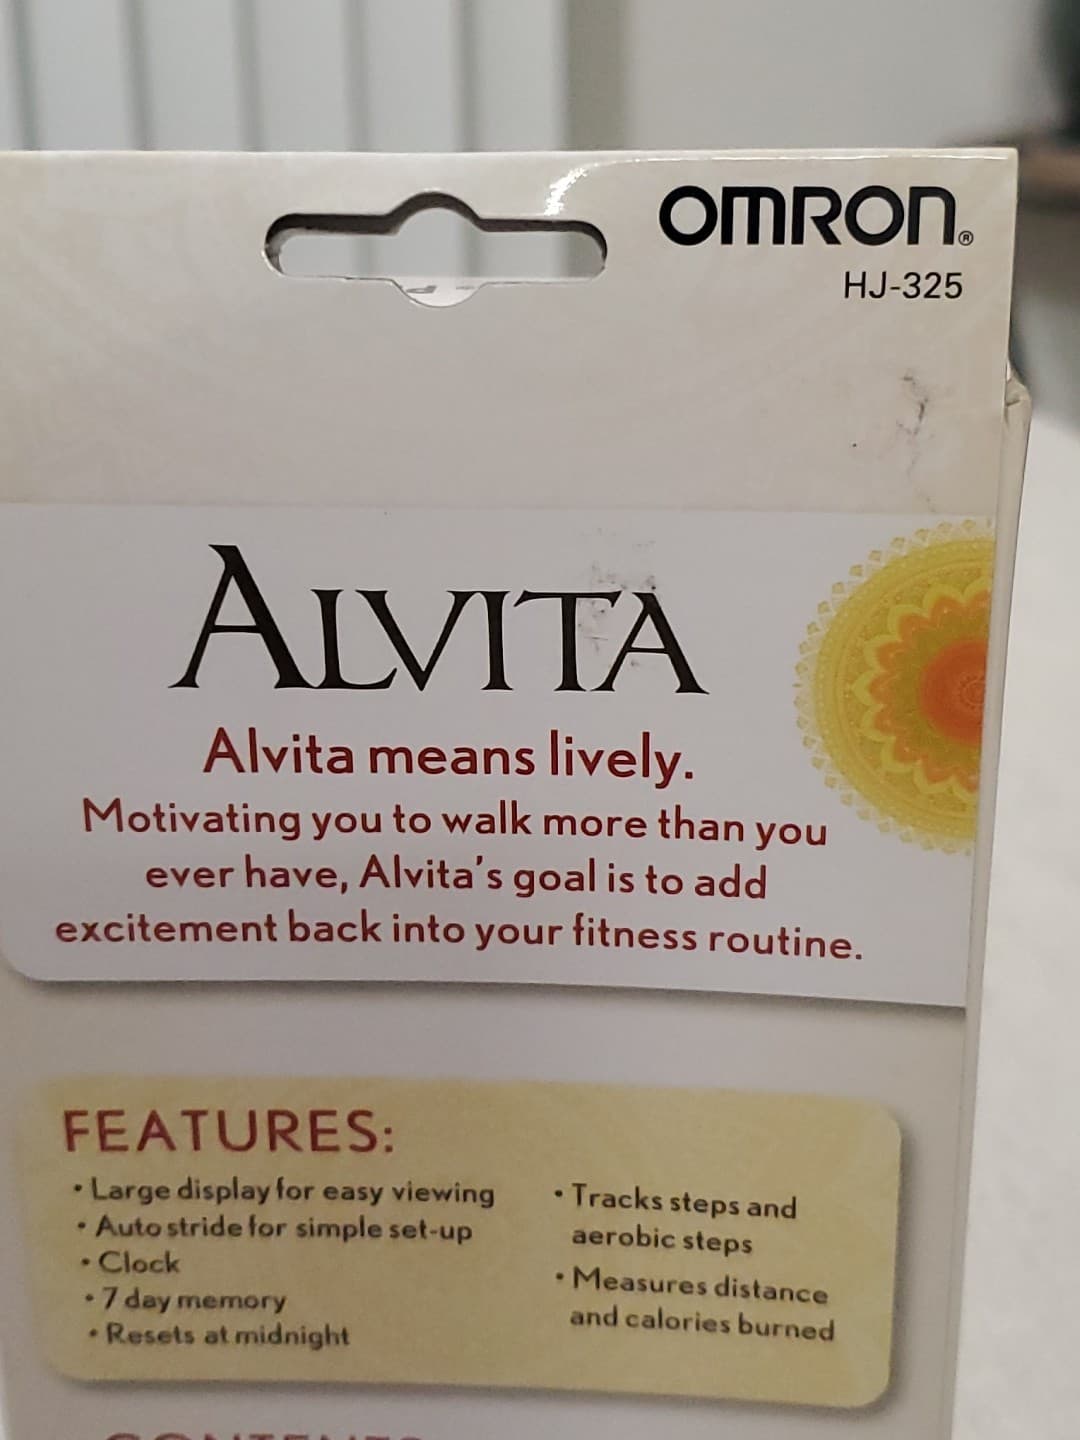 OMRON®
HJ-325
ALVITA
Alvita means lively.
Motivating you to walk more than you
ever have, Alvita's goal is to add
excitement back into your fitness routine.
FEATURES:
• Large display for easy viewing
• Auto stride for simple set-up
• Clock
• 7 day memory
• Resets at midnight
• Tracks steps and
aerobic steps
• Measures distance
and calories burned